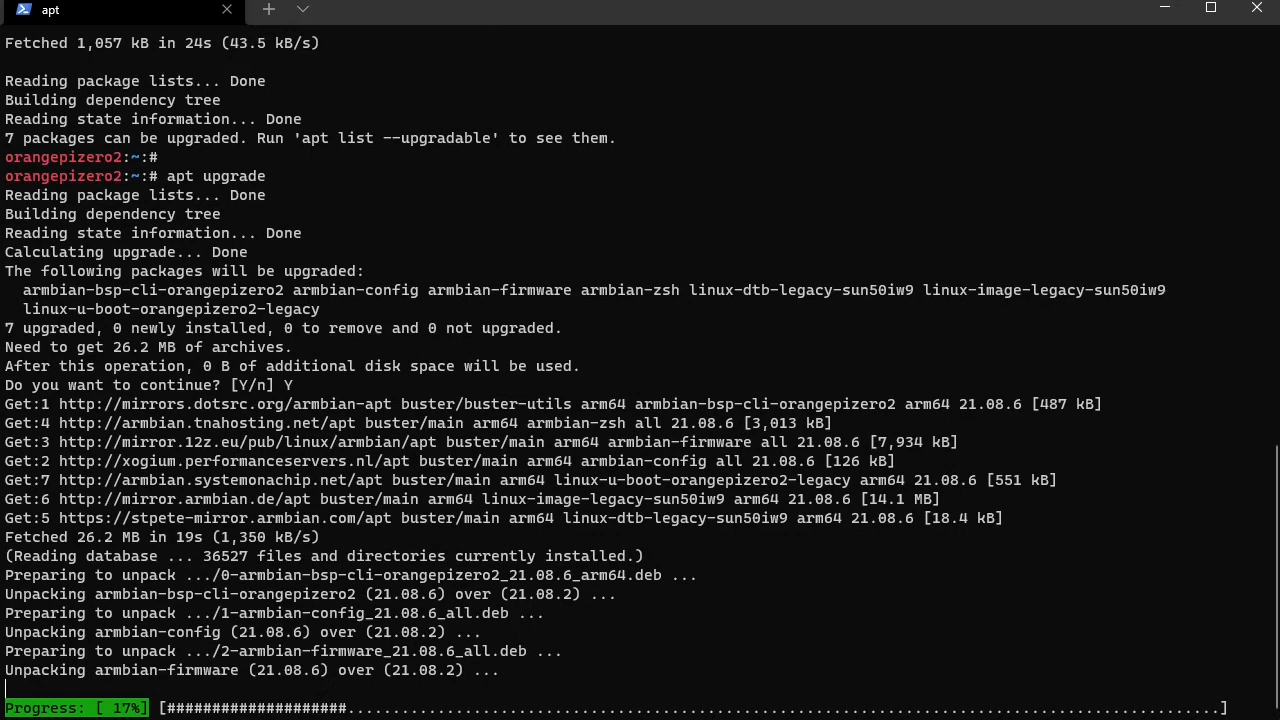 apt
Fetched 1,057 kB in 24s (43.5 kB/s)
Reading package lists... Done
Building dependency tree
Reading state information... Done
7 packages can be upgraded. Run 'apt list --upgradable' to see them.
orangepizero2:~:#
orangepizero2:~:# apt upgrade
Reading package lists... Done
Building dependency tree
Reading state information... Done
Calculating upgrade... Done
The following packages will be upgraded:
  armbian-bsp-cli-orangepizero2 armbian-config armbian-firmware armbian-zsh linux-dtb-legacy-sun50iw9 linux-image-legacy-sun50iw9
  linux-u-boot-orangepizero2-legacy
7 upgraded, 0 newly installed, 0 to remove and 0 not upgraded.
Need to get 26.2 MB of archives.
After this operation, 0 B of additional disk space will be used.
Do you want to continue? [Y/n] Y
Get:1 http://mirrors.dotsrc.org/armbian-apt buster/buster-utils arm64 armbian-bsp-cli-orangepizero2 arm64 21.08.6 [487 kB]
Get:4 http://armbian.tnahosting.net/apt buster/main arm64 armbian-zsh all 21.08.6 [3,013 kB]
Get:3 http://mirror.12z.eu/pub/linux/armbian/apt buster/main arm64 armbian-firmware all 21.08.6 [7,934 kB]
Get:2 http://xogium.performanceservers.nl/apt buster/main arm64 armbian-config all 21.08.6 [126 kB]
Get:7 http://armbian.systemonachip.net/apt buster/main arm64 linux-u-boot-orangepizero2-legacy arm64 21.08.6 [551 kB]
Get:6 http://mirror.armbian.de/apt buster/main arm64 linux-image-legacy-sun50iw9 arm64 21.08.6 [14.1 MB]
Get:5 https://stpete-mirror.armbian.com/apt buster/main arm64 linux-dtb-legacy-sun50iw9 arm64 21.08.6 [18.4 kB]
Fetched 26.2 MB in 19s (1,350 kB/s)
(Reading database ... 36527 files and directories currently installed.)
Preparing to unpack .../0-armbian-bsp-cli-orangepizero2_21.08.6_arm64.deb ...
Unpacking armbian-bsp-cli-orangepizero2 (21.08.6) over (21.08.2) ...
Preparing to unpack .../1-armbian-config_21.08.6_all.deb ...
Unpacking armbian-config (21.08.6) over (21.08.2) ...
Preparing to unpack .../2-armbian-firmware_21.08.6_all.deb ...
Unpacking armbian-firmware (21.08.6) over (21.08.2) ...
Progress: [ 17%] [####################.................................................................................................]